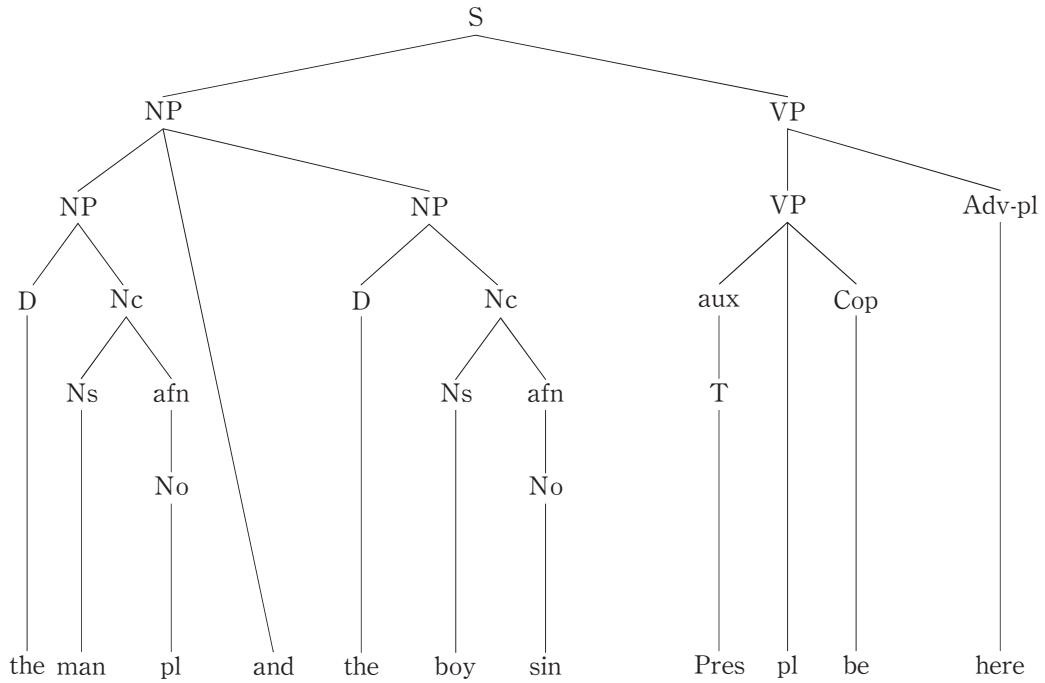 S
NP VP
NP NP VP Adv-pl
D Nc D Nc aux Cop
Ns afn Ns afn T
No No
the man pl and the boy sin Pres pl be here